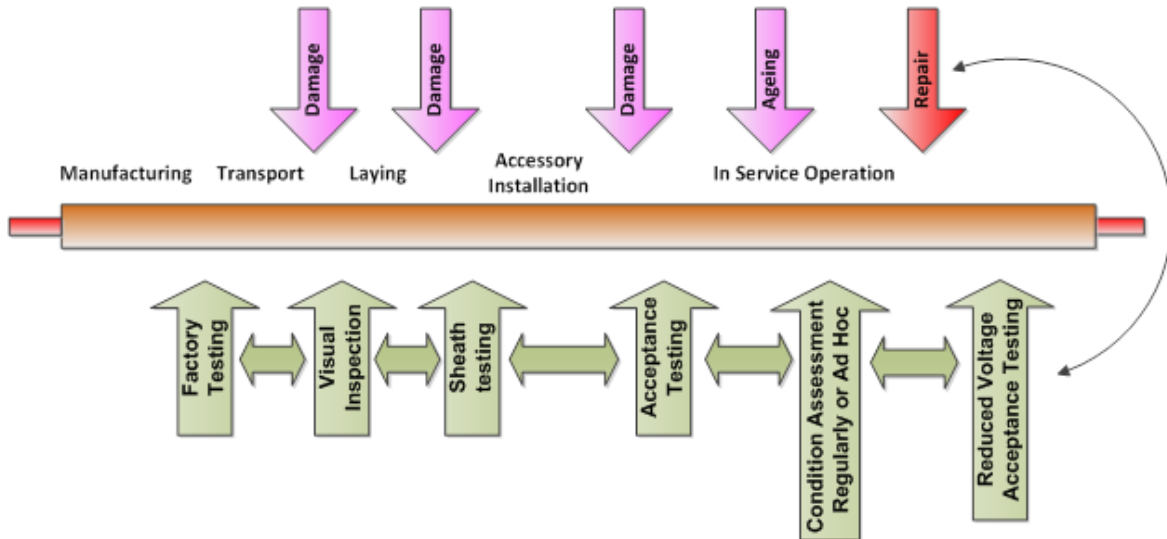 Damage
Damage
Damage
Ageing
Repair
Manufacturing
Transport
Laying
Accessory
Installation
In Service Operation
Factory
Testing
Visual
Inspection
Sheath
testing
Acceptance
Testing
Condition Assessment
Regularly or Ad Hoc
Reduced Voltage
Acceptance Testing